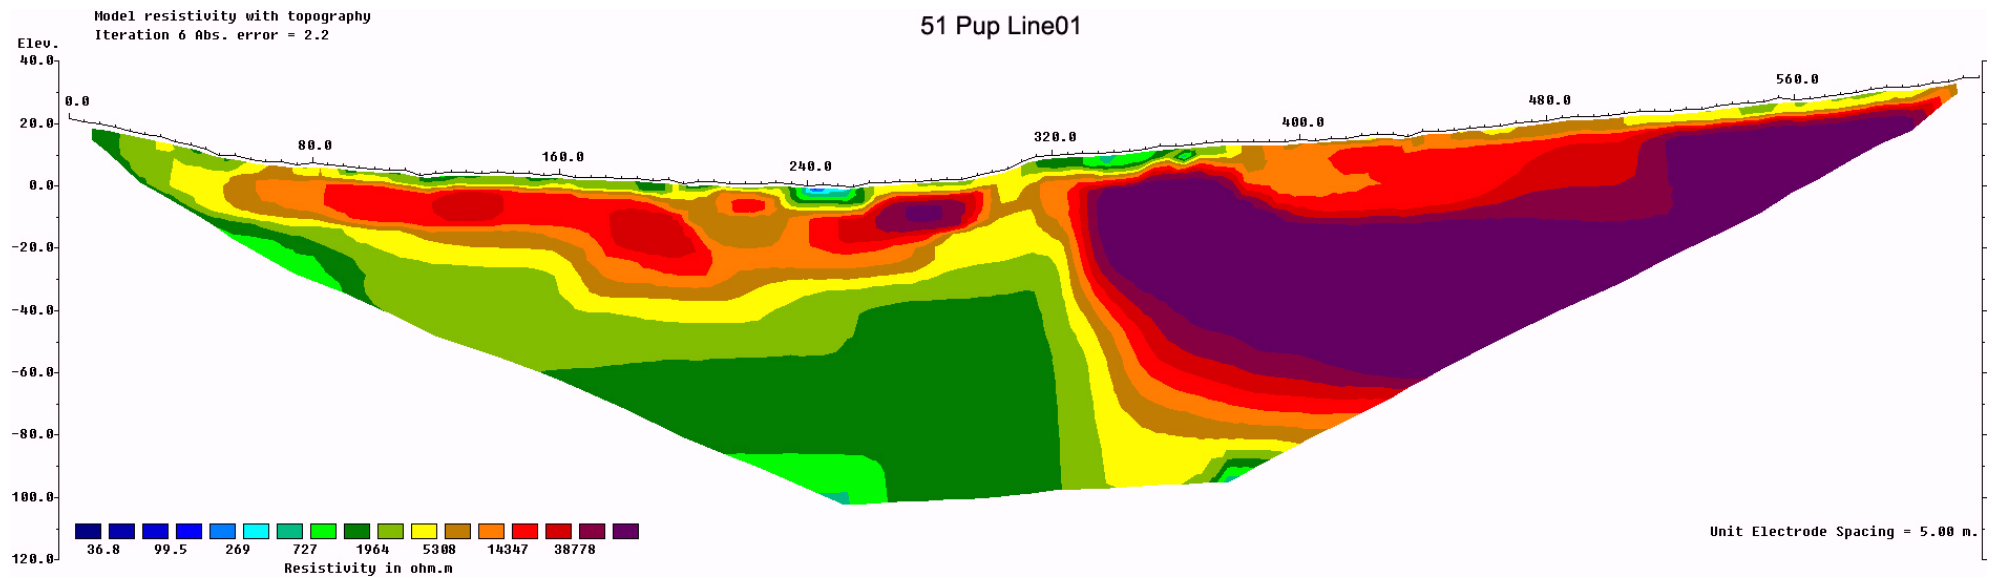 Model resistivity with topography
Iteration 6 Abs. error = 2.2
51 Pup Line01
Elev.
40.0
20.0
0.0
-20.0
-40.0
-60.0
-80.0
100.0
120.0
0.0
80.0
160.0
240.0
320.0
400.0
480.0
560.0
36.8 99.5 269 727 1964 5308 14347 38778
Resistivity in ohm.m
Unit Electrode Spacing = 5.00 m.